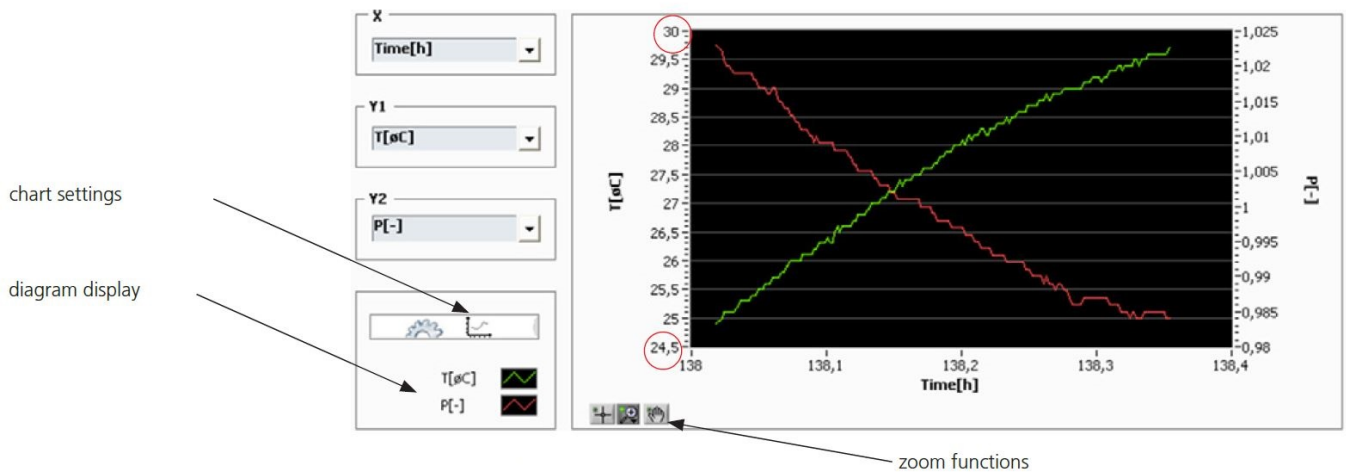 X
Time[h]
Y1
T[øC]
Y2
P[-]
chart settings
diagram display
T[øC]
P[-]
30
29,5
29
28,5
28
27,5
27
26,5
26
25,5
25
24,5
T[øC]
1,025
1,02
1,015
1,01
1,005
1
0,995
0,99
0,985
0,98
P[-]
138
138,1
138,2
138,3
138,4
Time[h]
zoom functions